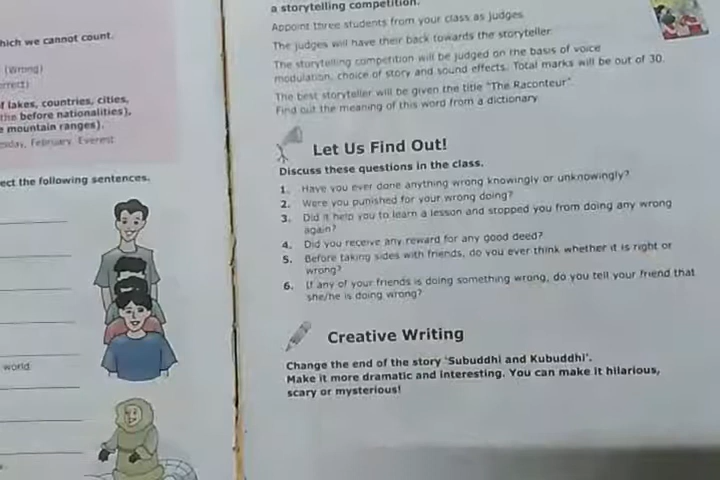 hich we cannot count.
(Wrong)
rrect)
f lakes, countries, cities,
the before nationalities),
e mountain ranges).
sday, February, Everest
ect the following sentences.
world.
a storytelling competition.
Appoint three students from your class as judges.
The judges will have their back towards the storyteller.
The storytelling competition will be judged on the basis of voice
modulation, choice of story and sound effects. Total marks will be out of 30.
The best storyteller will be given the title "The Raconteur".
Find out the meaning of this word from a dictionary.
Let Us Find Out!
Discuss these questions in the class.
1. Have you ever done anything wrong knowingly or unknowingly?
2. Were you punished for your wrong doing?
3. Did it help you to learn a lesson and stopped you from doing any wrong
again?
4. Did you receive any reward for any good deed?
5. Before taking sides with friends, do you ever think whether it is right or
wrong?
6. If any of your friends is doing something wrong, do you tell your friend that
she/he is doing wrong?
Creative Writing
Change the end of the story 'Subuddhi and Kubuddhi'.
Make it more dramatic and interesting. You can make it hilarious,
scary or mysterious!